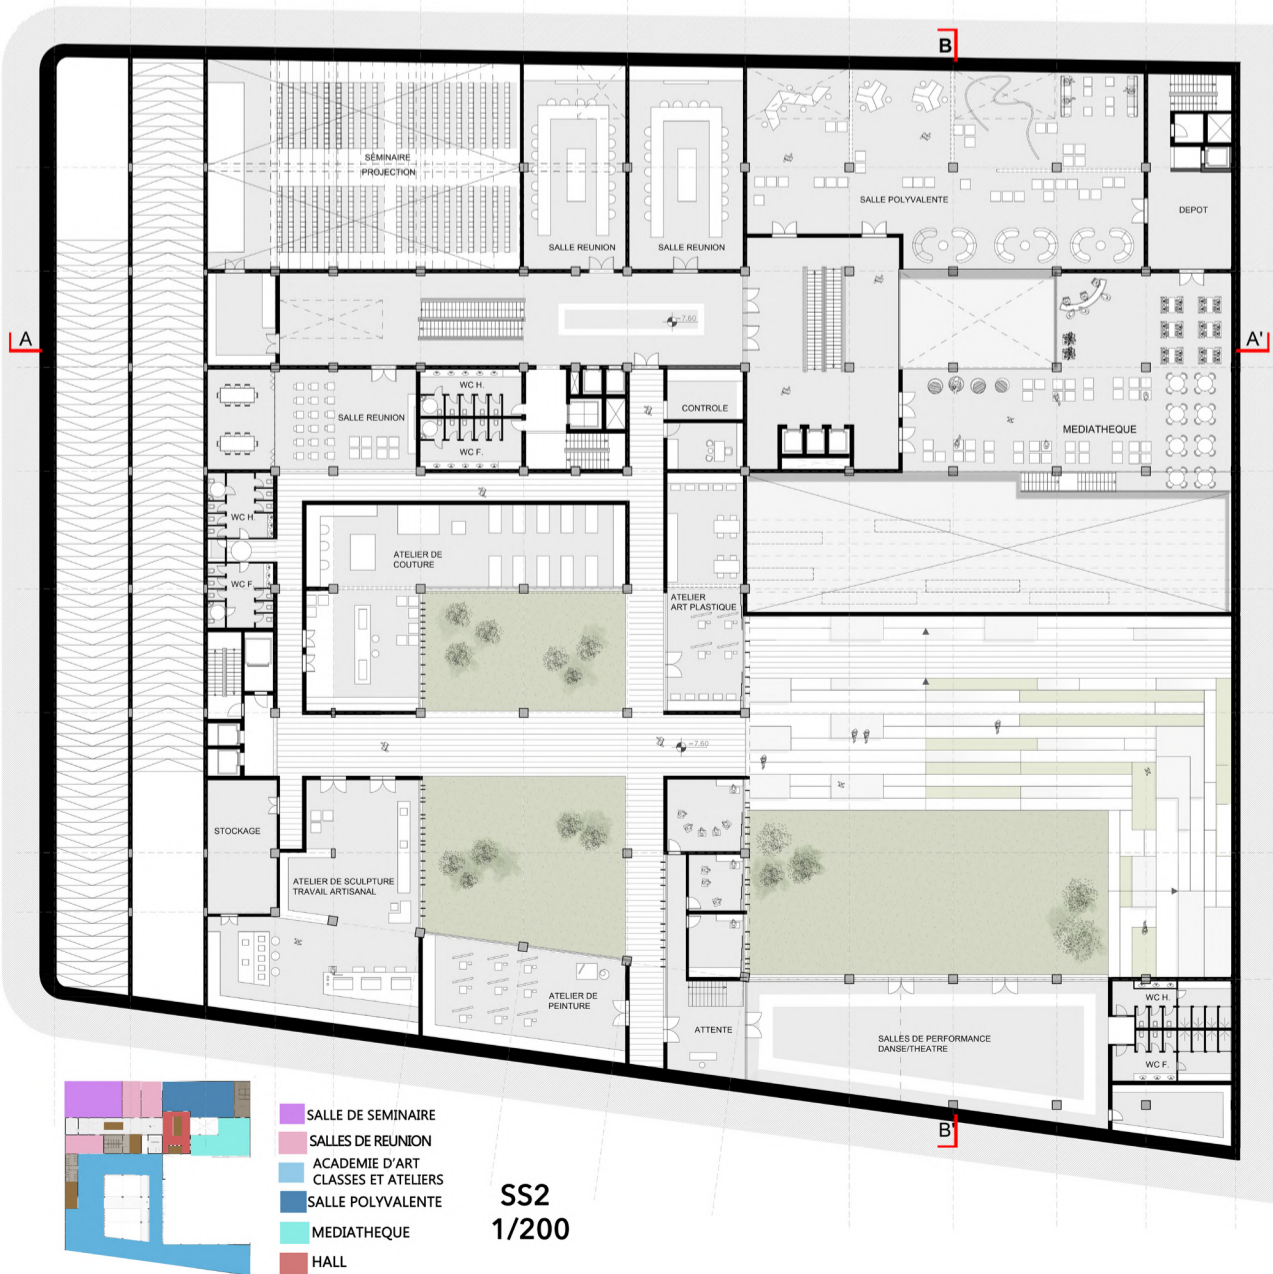 B
SÉMINAIRE
PROJECTION
SALLE REUNION
SALLE REUNION
SALLE POLYVALENTE
DEPOT
A
-7.60
A'
WC H.
SALLE REUNION
CONTROLE
WC F.
MEDIATHEQUE
WC H.
ATELIER DE
COUTURE
WC F.
ATELIER
ART PLASTIQUE
-7.60
STOCKAGE
ATELIER DE SCULPTURE
TRAVAIL ARTISANAL
ATELIER DE
PEINTURE
ATTENTE
SALLES DE PERFORMANCE
DANSE/THEATRE
WC H.
WC F.
B'
SALLE DE SEMINAIRE
SALLES DE REUNION
ACADEMIE D'ART
CLASSES ET ATELIERS
SALLE POLYVALENTE
MEDIATHEQUE
HALL
SS2
1/200